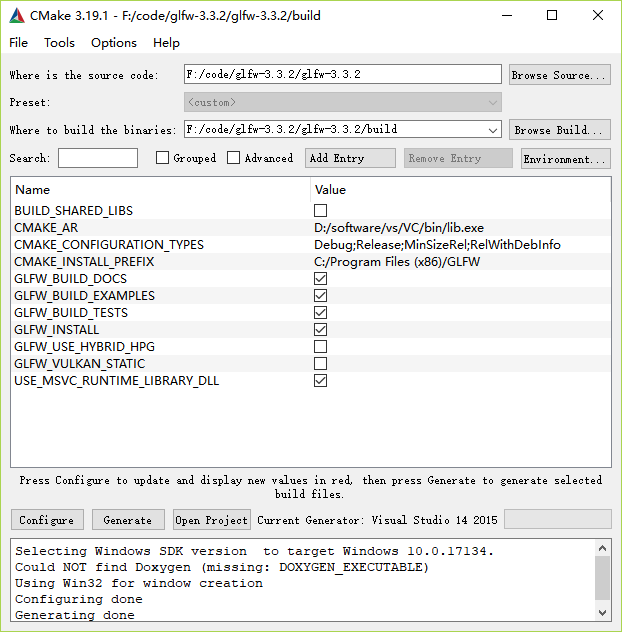 CMake 3.19.1 - F:/code/glfw-3.3.2/glfw-3.3.2/build
File Tools Options Help
Where is the source code: F:/code/glfw-3.3.2/glfw-3.3.2 Browse Source...
Preset: <custom>
Where to build the binaries: F:/code/glfw-3.3.2/glfw-3.3.2/build Browse Build...
Search: Grouped Advanced Add Entry Remove Entry Environment...
Name Value
BUILD_SHARED_LIBS
CMAKE_AR D:/software/vs/VC/bin/lib.exe
CMAKE_CONFIGURATION_TYPES Debug;Release;MinSizeRel;RelWithDebInfo
CMAKE_INSTALL_PREFIX C:/Program Files (x86)/GLFW
GLFW_BUILD_DOCS
GLFW_BUILD_EXAMPLES
GLFW_BUILD_TESTS
GLFW_INSTALL
GLFW_USE_HYBRID_HPG
GLFW_VULKAN_STATIC
USE_MSVC_RUNTIME_LIBRARY_DLL
Press Configure to update and display new values in red, then press Generate to generate selected
build files.
Configure Generate Open Project Current Generator: Visual Studio 14 2015
Selecting Windows SDK version  to target Windows 10.0.17134.
Could NOT find Doxygen (missing: DOXYGEN_EXECUTABLE)
Using Win32 for window creation
Configuring done
Generating done